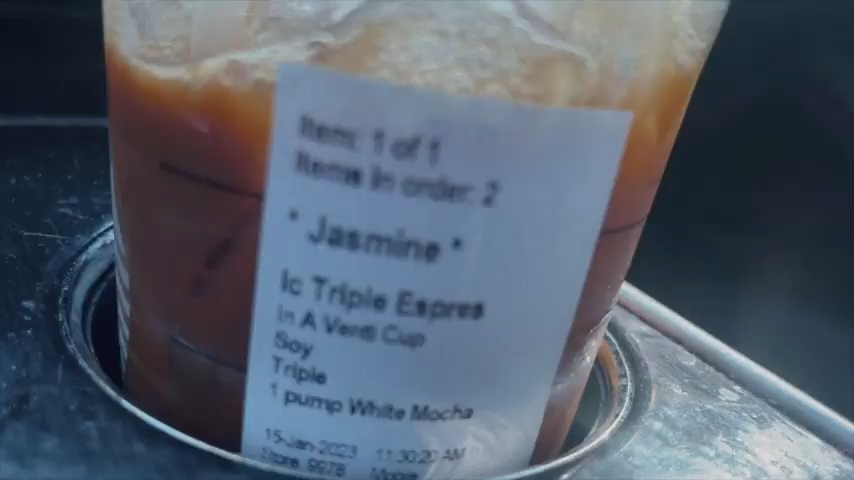 Item: 1 of 1
Items in order: 2
* Jasmine *
Ic Triple Espres
In A Venti Cup
Soy
Triple
1 pump White Mocha
15-Jan-2023 11:30:20 AM
Store 9978